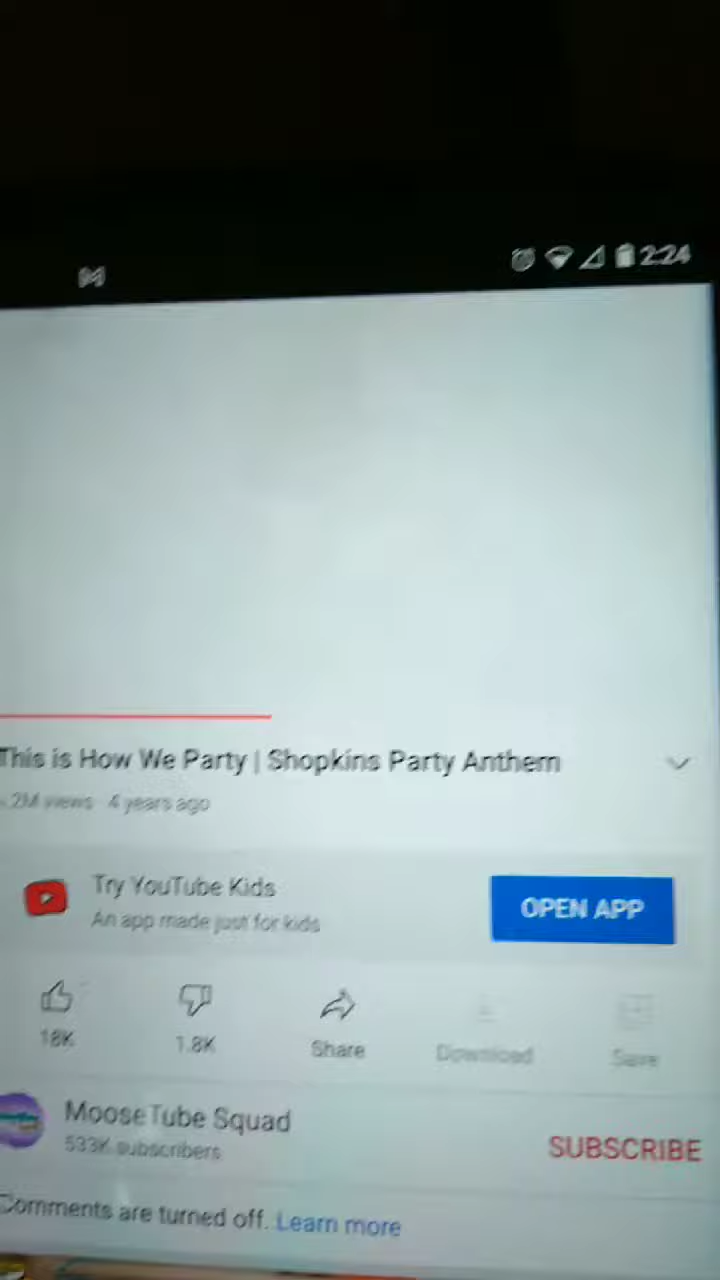 2:24
This is How We Party | Shopkins Party Anthem
.2M views · 4 years ago
Try YouTube Kids
An app made just for kids
OPEN APP
18K
1.8K
Share
Download
Save
MooseTube Squad
533K subscribers
SUBSCRIBE
Comments are turned off. Learn more